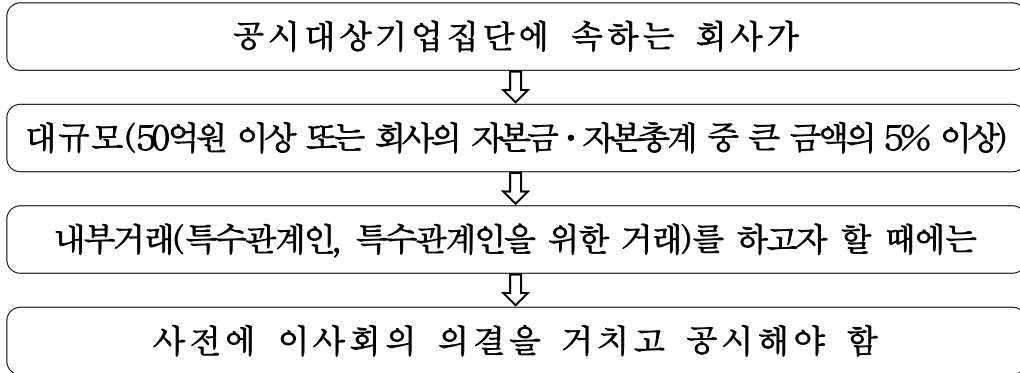 공시대상기업집단에 속하는 회사가
대규모(50억원 이상 또는 회사의 자본금·자본총계 중 큰 금액의 5% 이상)
내부거래(특수관계인, 특수관계인을 위한 거래)를 하고자 할 때에는
사전에 이사회의 의결을 거치고 공시해야 함